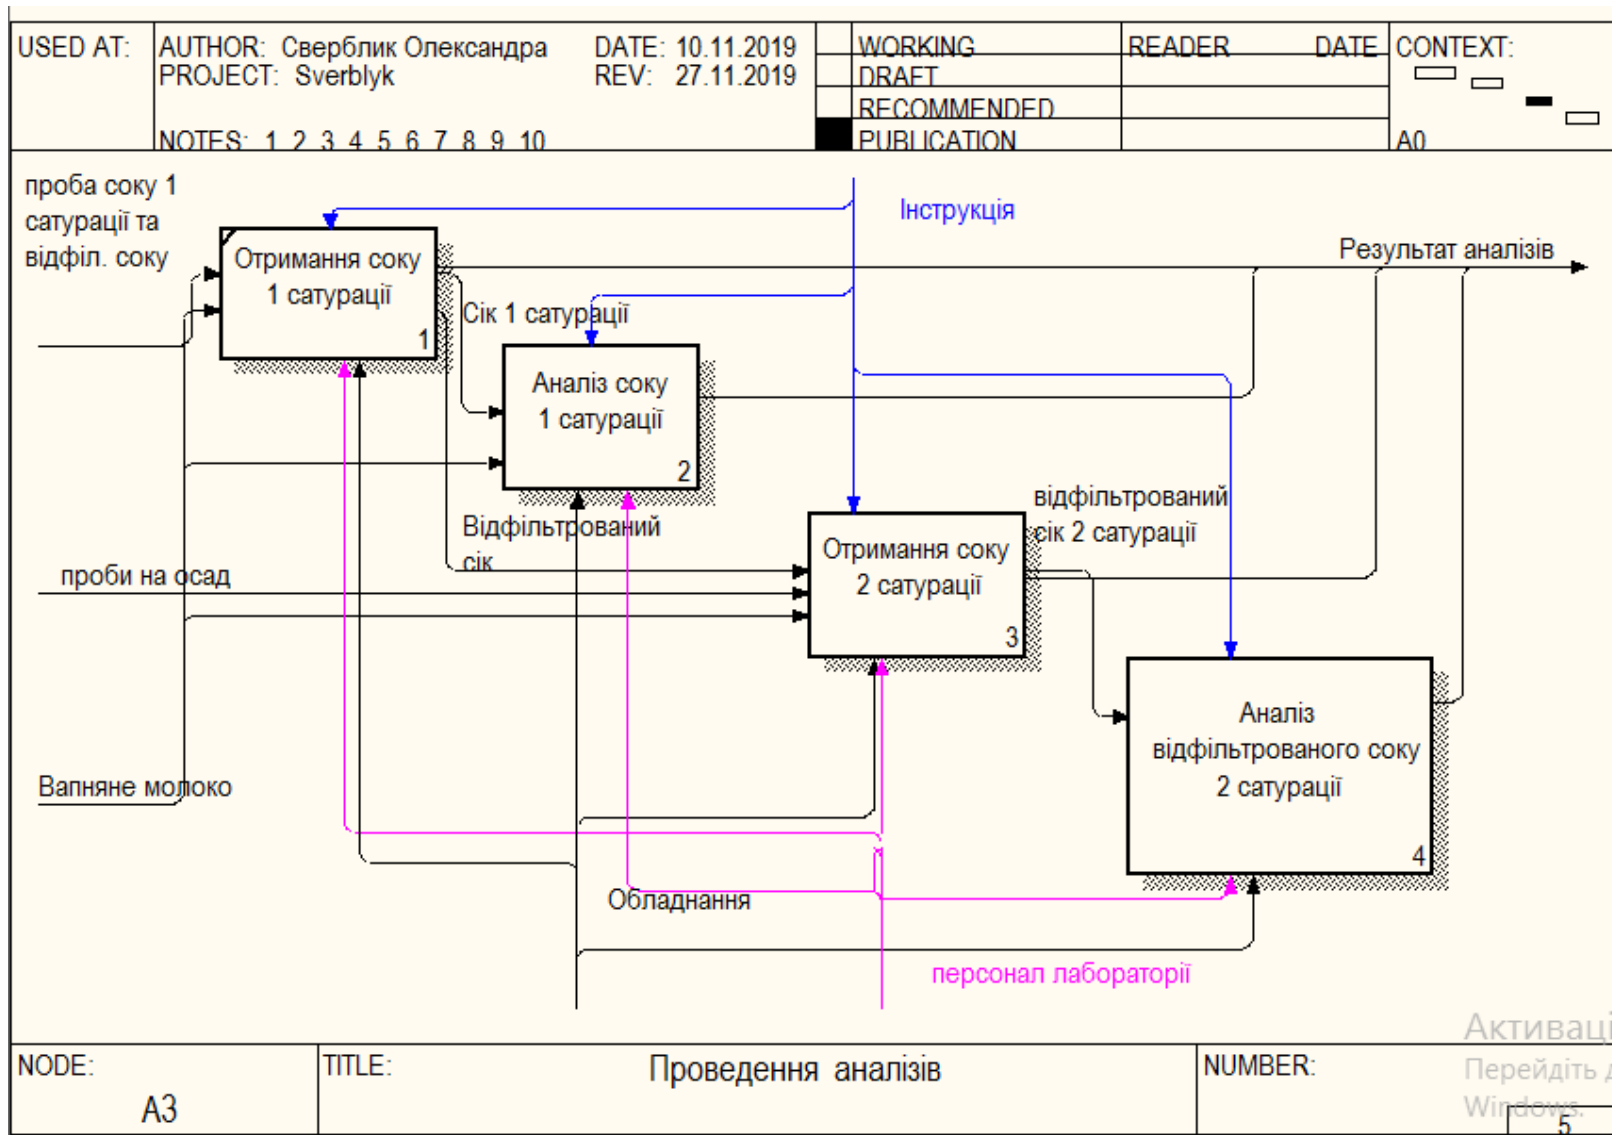 USED AT:
AUTHOR: Сверблик Олександра
DATE: 10.11.2019
PROJECT: Sverblyk
REV: 27.11.2019
NOTES: 1 2 3 4 5 6 7 8 9 10
WORKING
DRAFT
RECOMMENDED
PUBLICATION
READER
DATE
CONTEXT:
A0
проба соку 1
сатурації та
відфіл. соку
Інструкція
Результат аналізів
Отримання соку
1 сатурації
1
Сік 1 сатурації
Аналіз соку
1 сатурації
2
Відфільтрований
сік
відфільтрований
сік 2 сатурації
проби на осад
Отримання соку
2 сатурації
3
Вапняне молоко
Аналіз
відфільтрованого соку
2 сатурації
4
Обладнання
персонал лабораторії
NODE:
A3
TITLE:
Проведення аналізів
NUMBER:
5
Активаці
Перейдіть д
Windows.